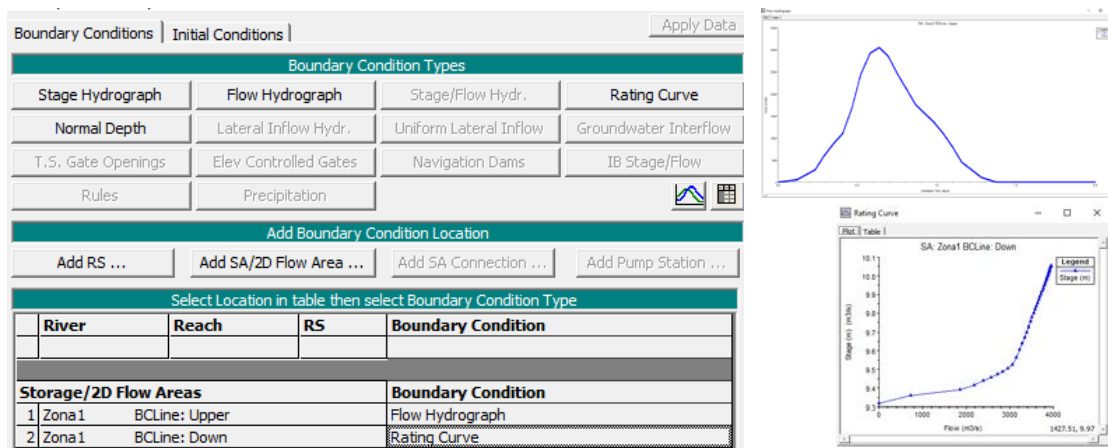 Boundary Conditions Initial Conditions Apply Data
Boundary Condition Types
Stage Hydrograph Flow Hydrograph Stage/Flow Hydr. Rating Curve
Normal Depth Lateral Inflow Hydr. Uniform Lateral Inflow Groundwater Interflow
T.S. Gate Openings Elev Controlled Gates Navigation Dams IB Stage/Flow
Rules Precipitation
Add Boundary Condition Location
Add RS ... Add SA/2D Flow Area ... Add SA Connection ... Add Pump Station ...
Select Location in table then select Boundary Condition Type
River Reach RS Boundary Condition
Storage/2D Flow Areas Boundary Condition
1 Zona1 BCLine: Upper Flow Hydrograph
2 Zona1 BCLine: Down Rating Curve
Rating Curve
Plot Table
SA: Zona1 BCLine: Down
Legend
Stage (m)
10.1
10.0
9.9
9.8
9.7
9.6
9.5
9.4
9.3
Stage (m) (m3/s)
0 1000 2000 3000 4000
Flow (m3/s)
1427.51, 9.97